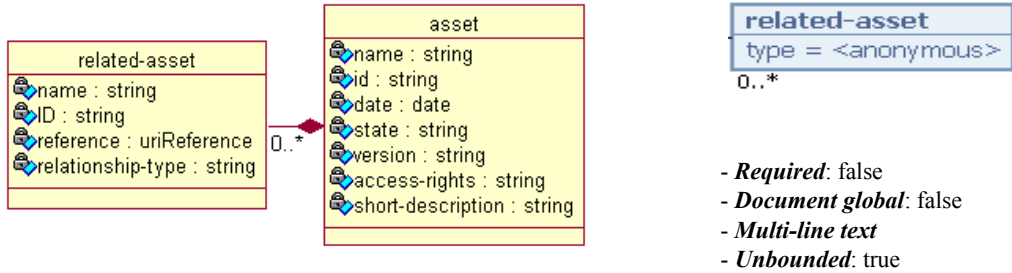 related-asset
name : string
ID : string
reference : uriReference
relationship-type : string
0..*
asset
name : string
id : string
date : date
state : string
version : string
access-rights : string
short-description : string
related-asset
type = <anonymous>
0..*
- Required: false
- Document global: false
- Multi-line text
- Unbounded: true